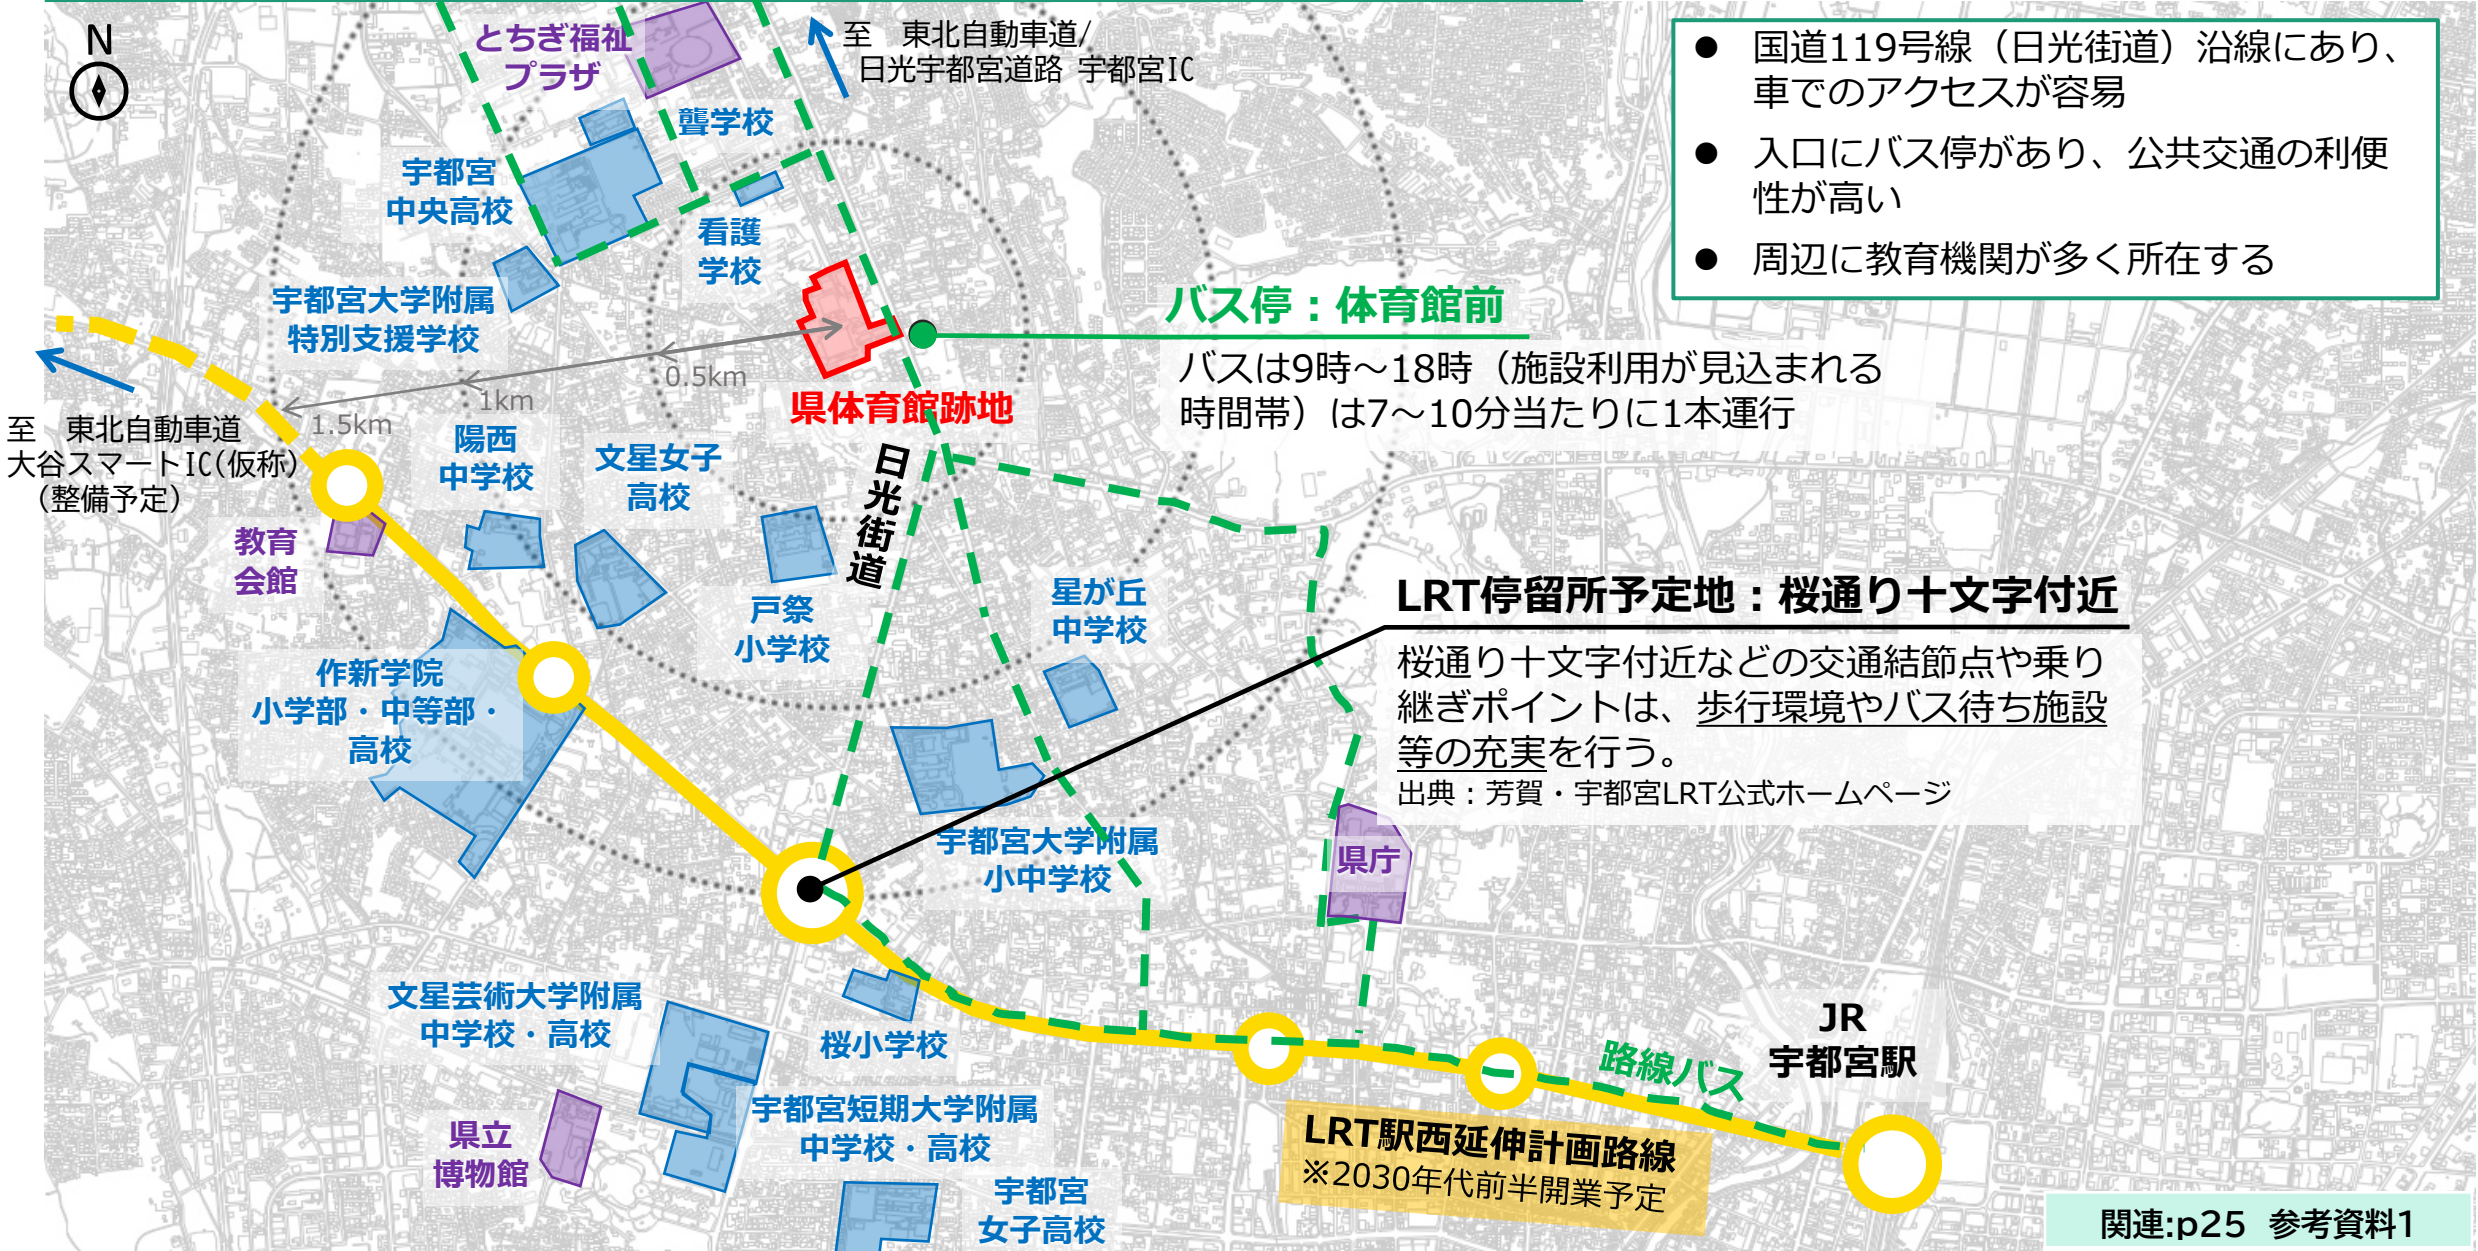 N
とちぎ福祉
プラザ
至　東北自動車道/
日光宇都宮道路 宇都宮IC
● 国道119号線（日光街道）沿線にあり、
車でのアクセスが容易
● 入口にバス停があり、公共交通の利便
性が高い
● 周辺に教育機関が多く所在する
聾学校
宇都宮
中央高校
看護
学校
宇都宮大学附属
特別支援学校
バス停：体育館前
バスは9時～18時（施設利用が見込まれる
時間帯）は7～10分当たりに1本運行
0.5km
1km
1.5km
県体育館跡地
至　東北自動車道
大谷スマートIC(仮称)
（整備予定）
陽西
中学校
文星女子
高校
日光街道
教育
会館
戸祭
小学校
星が丘
中学校
LRT停留所予定地：桜通り十文字付近
桜通り十文字付近などの交通結節点や乗り
継ぎポイントは、歩行環境やバス待ち施設
等の充実を行う。
出典：芳賀・宇都宮LRT公式ホームページ
作新学院
小学部・中等部・
高校
宇都宮大学附属
小中学校
県庁
文星芸術大学附属
中学校・高校
桜小学校
JR
宇都宮駅
路線バス
宇都宮短期大学附属
中学校・高校
県立
博物館
LRT駅西延伸計画路線
※2030年代前半開業予定
宇都宮
女子高校
関連:p25 参考資料1